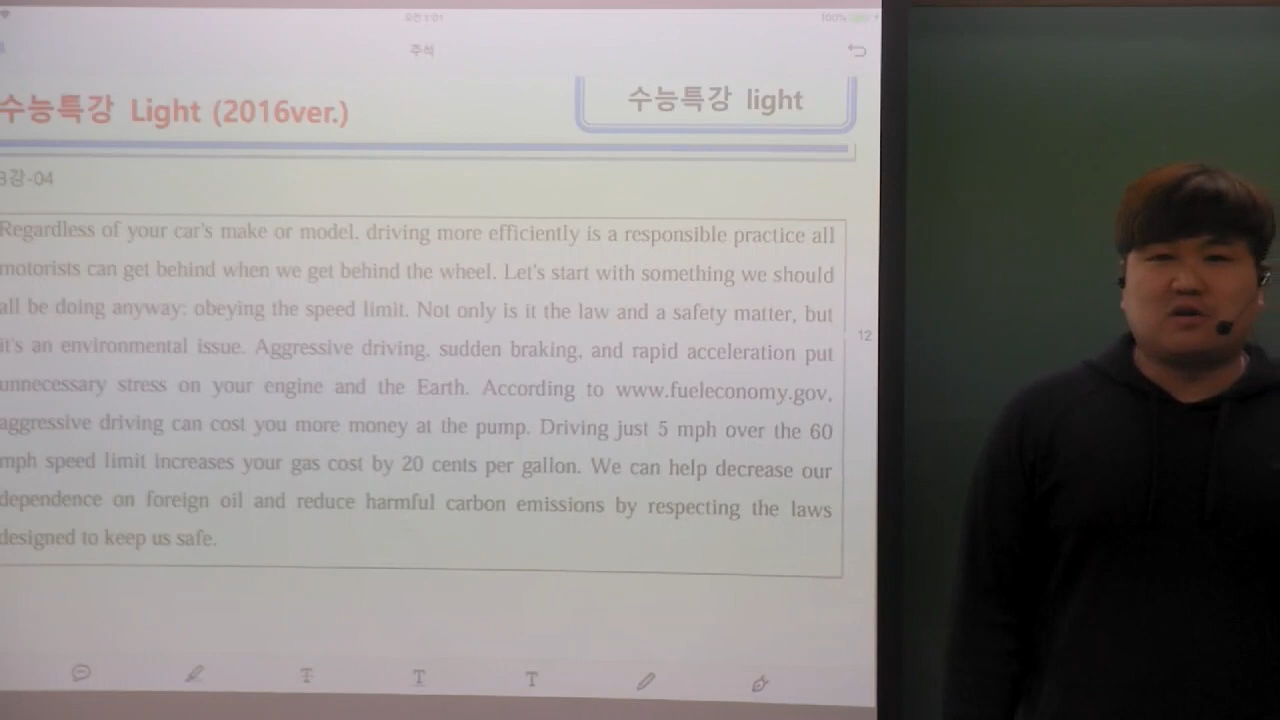 오전 1:01
100%
주석
수능특강 Light (2016ver.)
수능특강 light
3강-04
Regardless of your car's make or model, driving more efficiently is a responsible practice all
motorists can get behind when we get behind the wheel. Let's start with something we should
all be doing anyway: obeying the speed limit. Not only is it the law and a safety matter, but
it's an environmental issue. Aggressive driving, sudden braking, and rapid acceleration put
unnecessary stress on your engine and the Earth. According to www.fueleconomy.gov,
aggressive driving can cost you more money at the pump. Driving just 5 mph over the 60
mph speed limit increases your gas cost by 20 cents per gallon. We can help decrease our
dependence on foreign oil and reduce harmful carbon emissions by respecting the laws
designed to keep us safe.
12